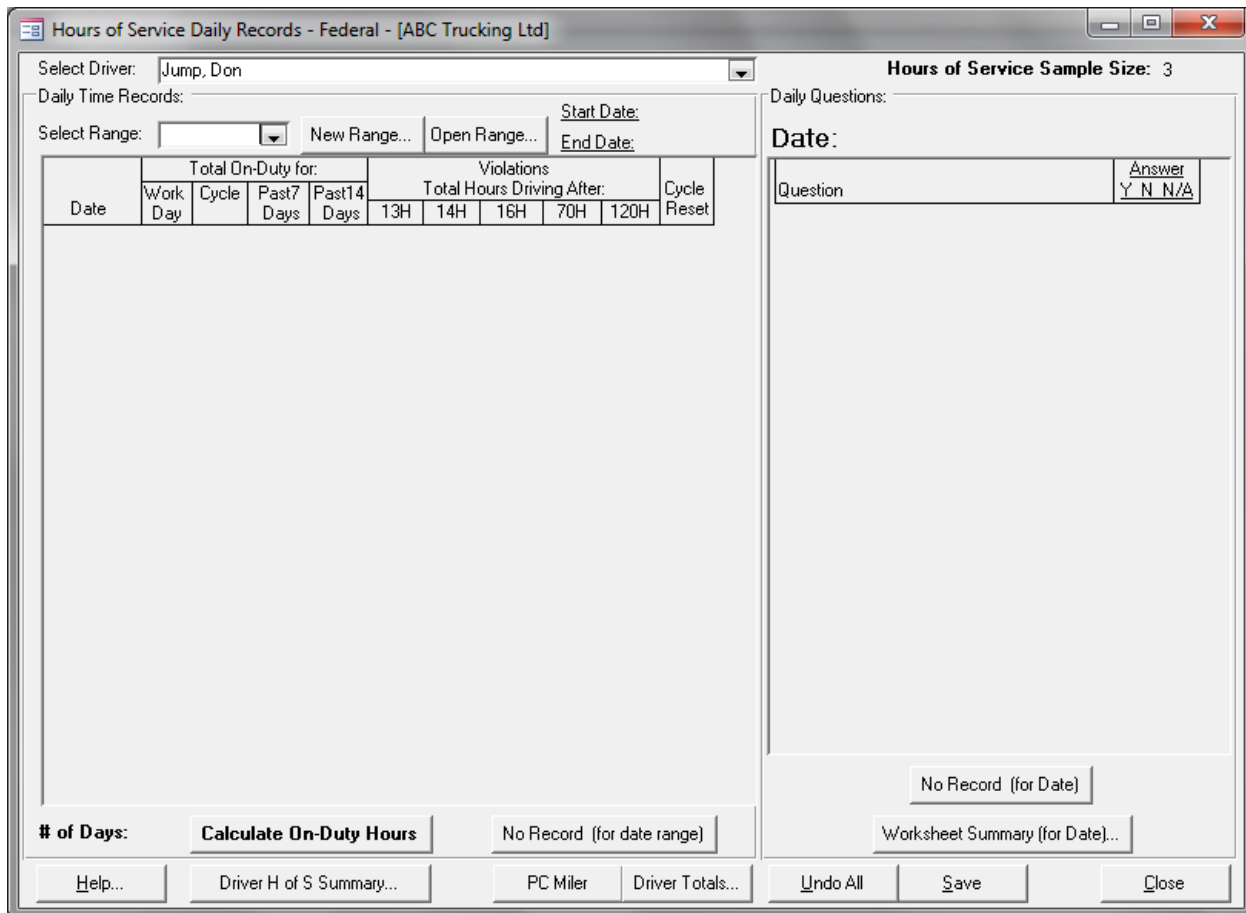 Hours of Service Daily Records - Federal - [ABC Trucking Ltd]
Select Driver: Jump, Don
Hours of Service Sample Size: 3
Daily Time Records:
Select Range: New Range... Open Range... Start Date:
End Date:
Total On-Duty for: Violations
Total Hours Driving After:
Date Work Day Cycle Past7 Days Past14 Days 13H 14H 16H 70H 120H Cycle Reset
# of Days: Calculate On-Duty Hours No Record (for date range)
Daily Questions:
Date:
Question Answer
Y N N/A
No Record (for Date)
Worksheet Summary (for Date)...
Help... Driver H of S Summary... PC Miler Driver Totals... Undo All Save Close